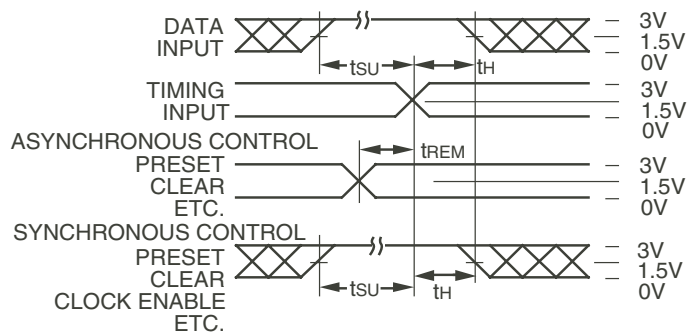 DATA
INPUT
tSU
tH
3V
1.5V
0V
TIMING
INPUT
3V
1.5V
0V
ASYNCHRONOUS CONTROL
PRESET
CLEAR
ETC.
tREM
3V
1.5V
0V
SYNCHRONOUS CONTROL
PRESET
CLEAR
CLOCK ENABLE
ETC.
tSU
tH
3V
1.5V
0V